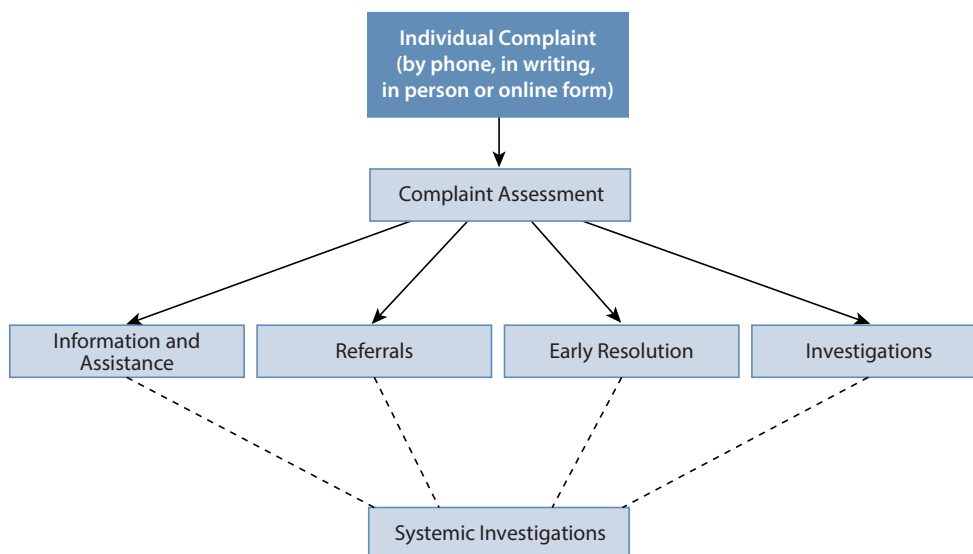 Individual Complaint
(by phone, in writing,
in person or online form)
Complaint Assessment
Information and
Assistance
Referrals
Early Resolution
Investigations
Systemic Investigations